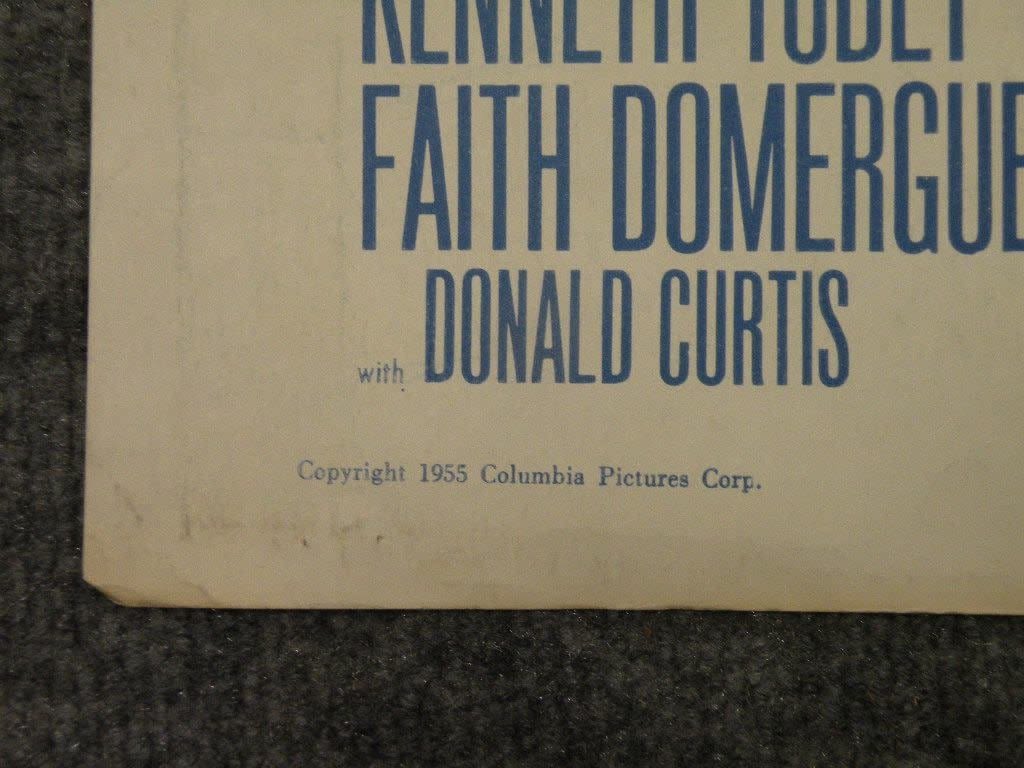 KENNETH TOBEY
FAITH DOMERGUE
with DONALD CURTIS
Copyright 1955 Columbia Pictures Corp.